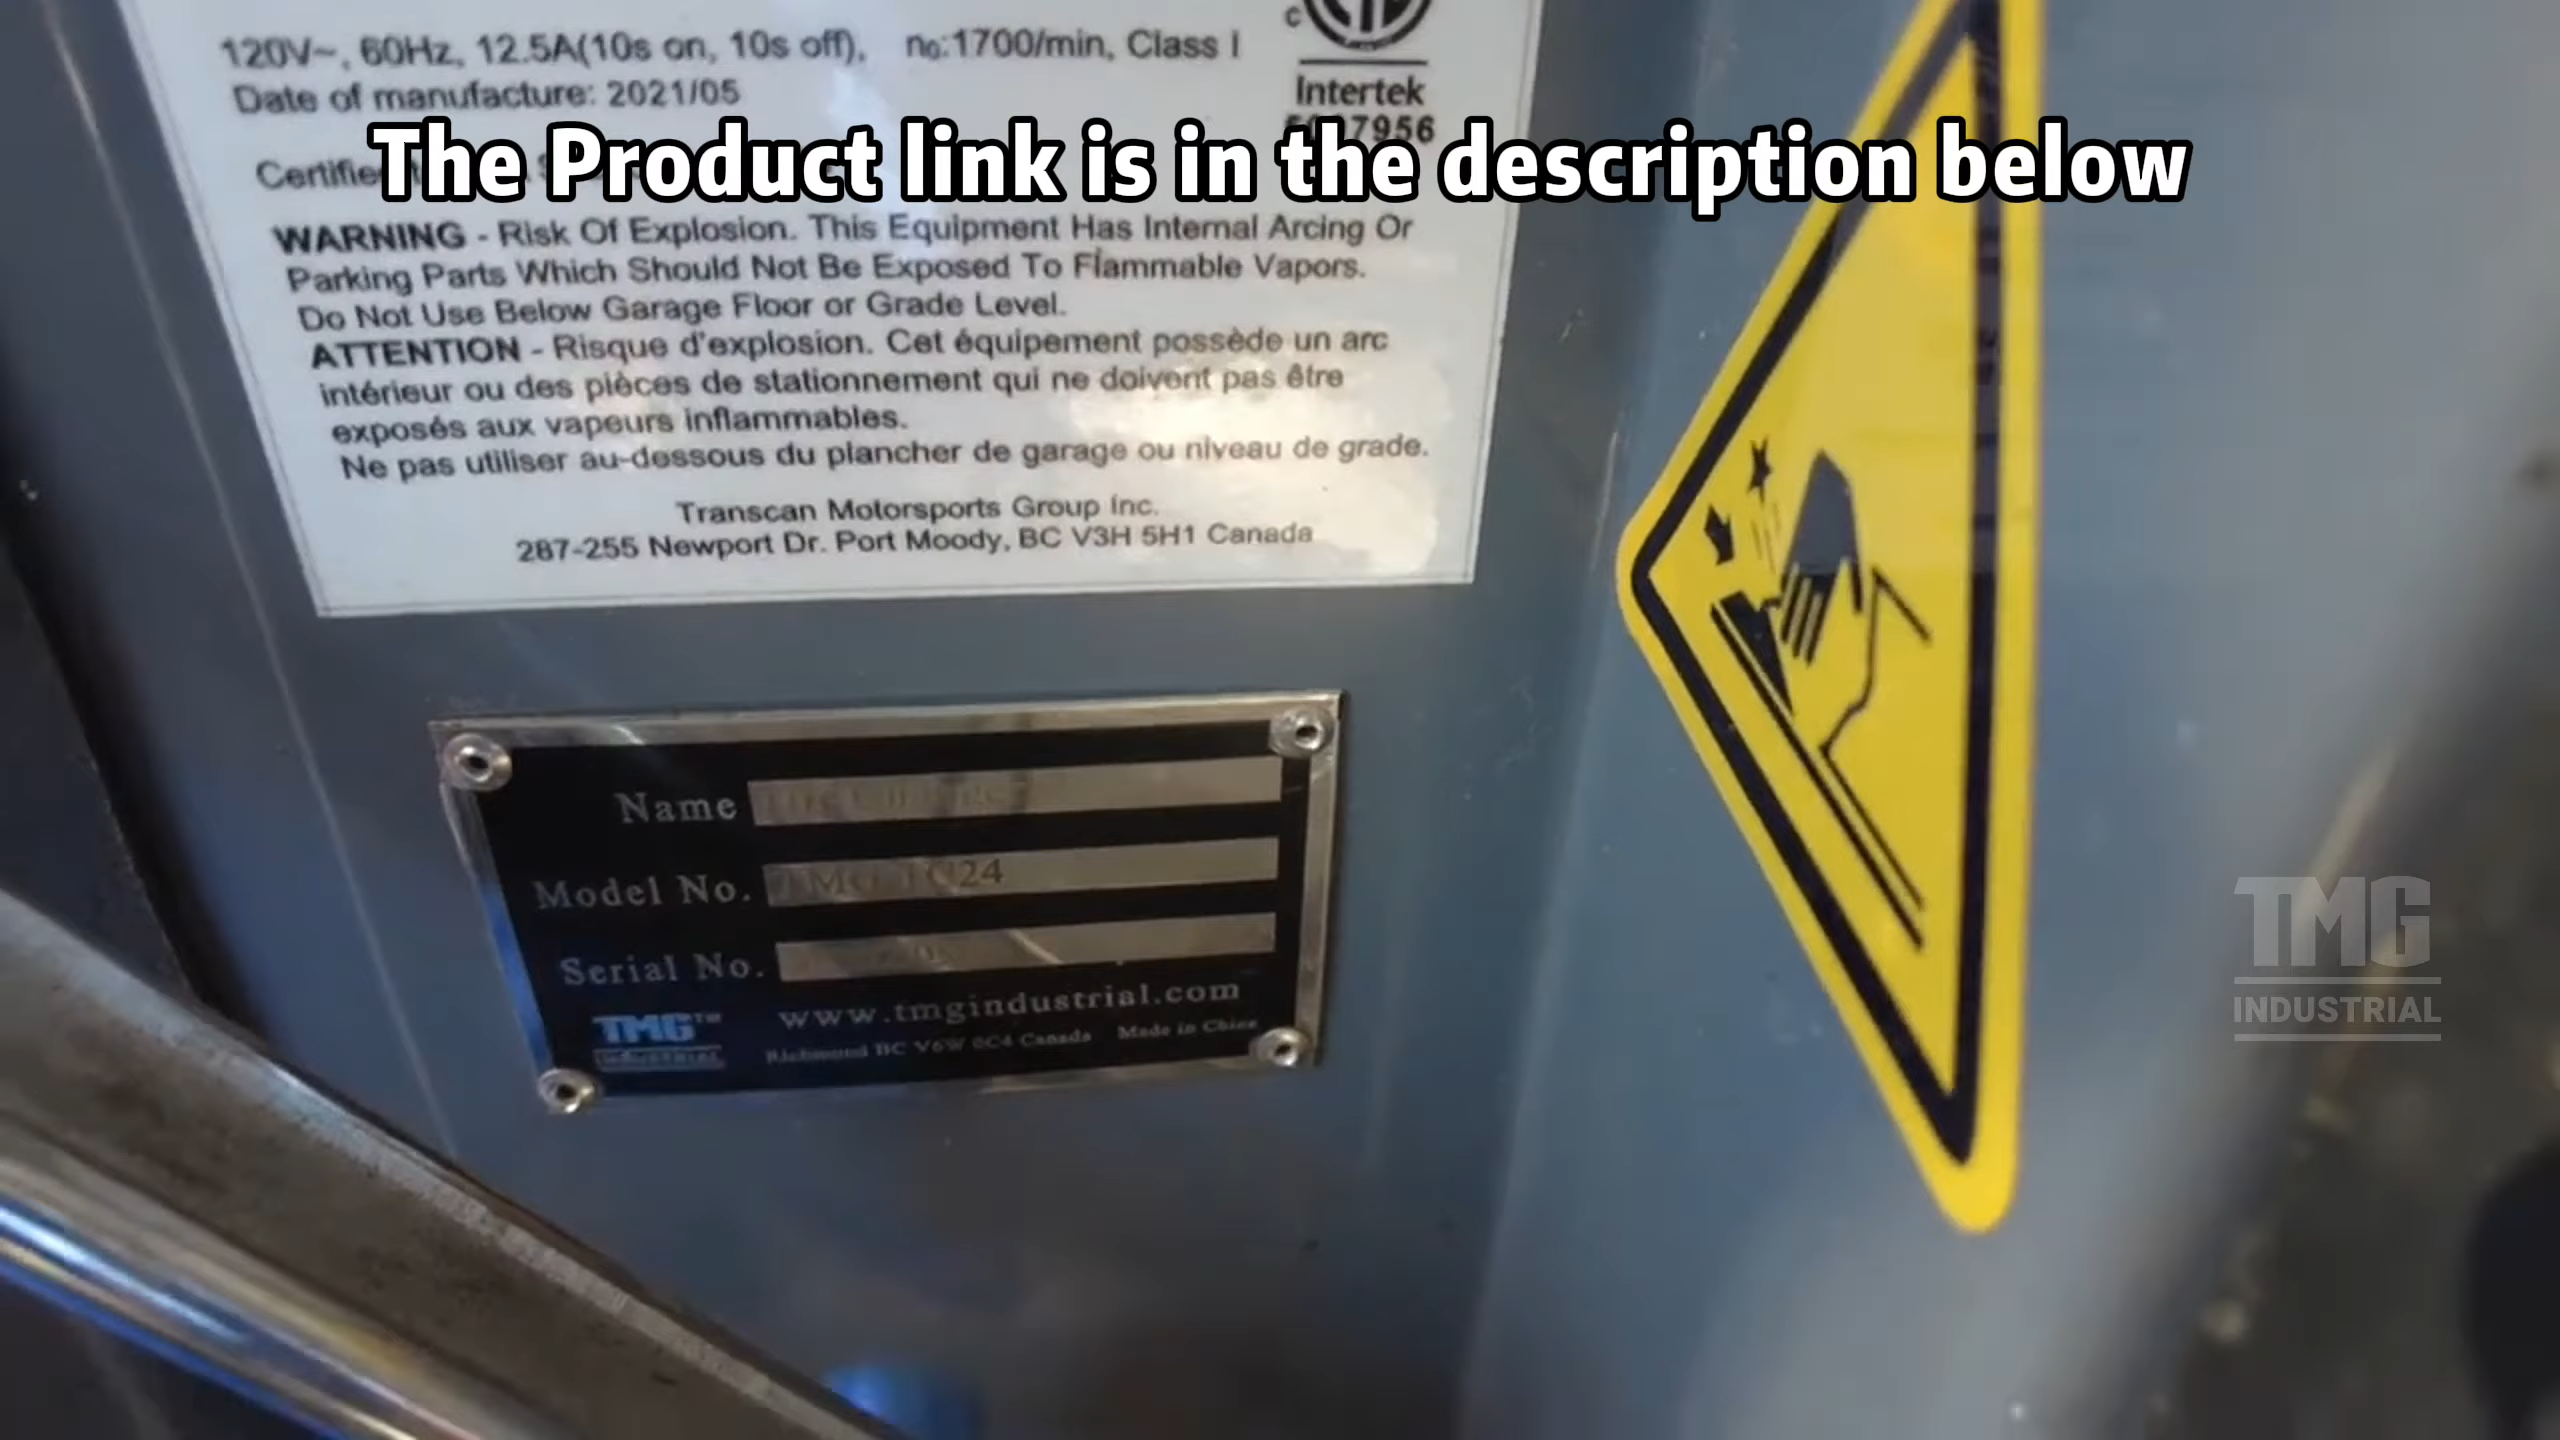 120V~, 60Hz, 12.5A(10s on, 10s off), n₀:1700/min, Class I
Date of manufacture: 2021/05
C
Intertek
7956
The Product link is in the description below
WARNING - Risk Of Explosion. This Equipment Has Internal Arcing Or
Parking Parts Which Should Not Be Exposed To Flammable Vapors.
Do Not Use Below Garage Floor or Grade Level.
ATTENTION - Risque d'explosion. Cet équipement possède un arc
intérieur ou des pièces de stationnement qui ne doivent pas être
exposés aux vapeurs inflammables.
Ne pas utiliser au-dessous du plancher de garage ou niveau de grade.
Transcan Motorsports Group Inc.
287-255 Newport Dr. Port Moody, BC V3H 5H1 Canada
Name
Model No. TMG TC24
Serial No.
www.tmgindustrial.com
TMG™
INDUSTRIAL
Richmond BC V6W 0C4 Canada Made in China
TMG
INDUSTRIAL